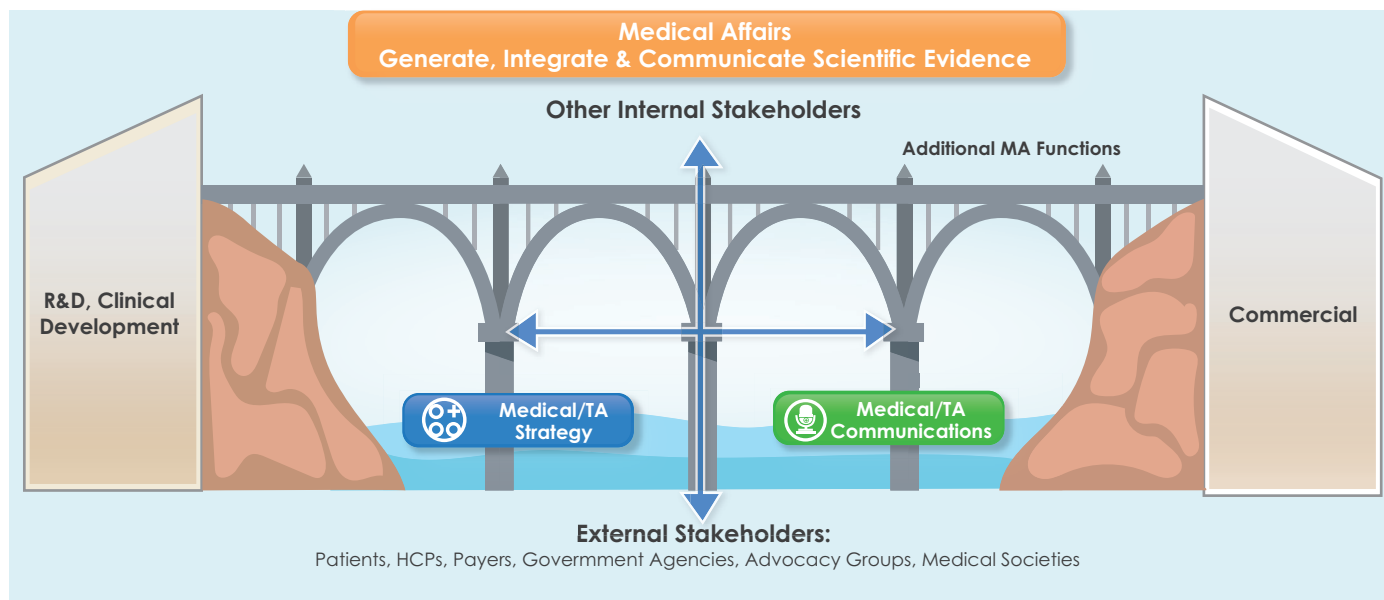 Medical Affairs
Generate, Integrate & Communicate Scientific Evidence
Other Internal Stakeholders
Additional MA Functions
R&D, Clinical
Development
Commercial
Medical/TA
Strategy
Medical/TA
Communications
External Stakeholders:
Patients, HCPs, Payers, Governmment Agencies, Advocacy Groups, Medical Societies